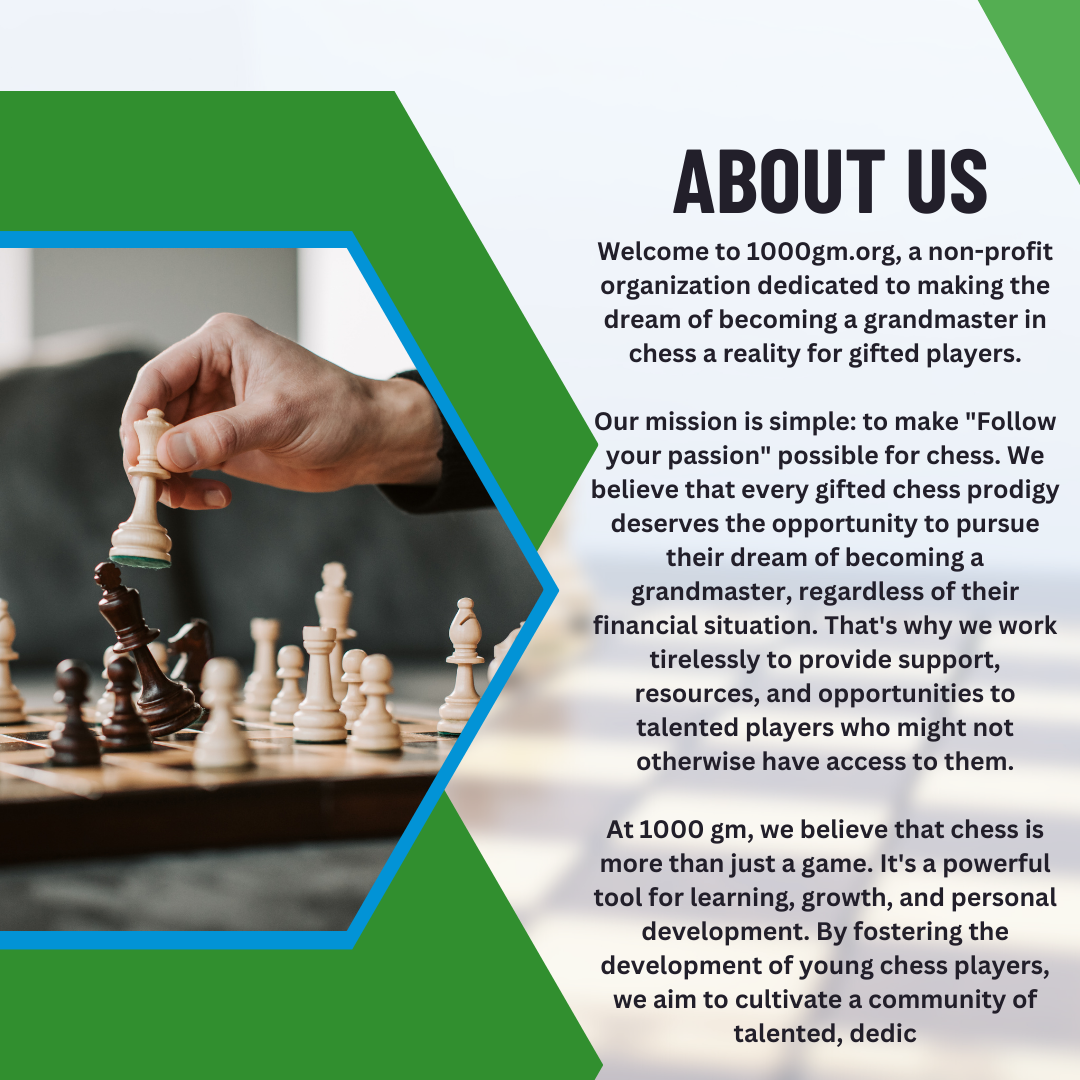 ABOUT US
Welcome to 1000gm.org, a non-profit
organization dedicated to making the
dream of becoming a grandmaster in
chess a reality for gifted players.
Our mission is simple: to make "Follow
your passion" possible for chess. We
believe that every gifted chess prodigy
deserves the opportunity to pursue
their dream of becoming a
grandmaster, regardless of their
financial situation. That's why we work
tirelessly to provide support,
resources, and opportunities to
talented players who might not
otherwise have access to them.
At 1000 gm, we believe that chess is
more than just a game. It's a powerful
tool for learning, growth, and personal
development. By fostering the
development of young chess players,
we aim to cultivate a community of
talented, dedic